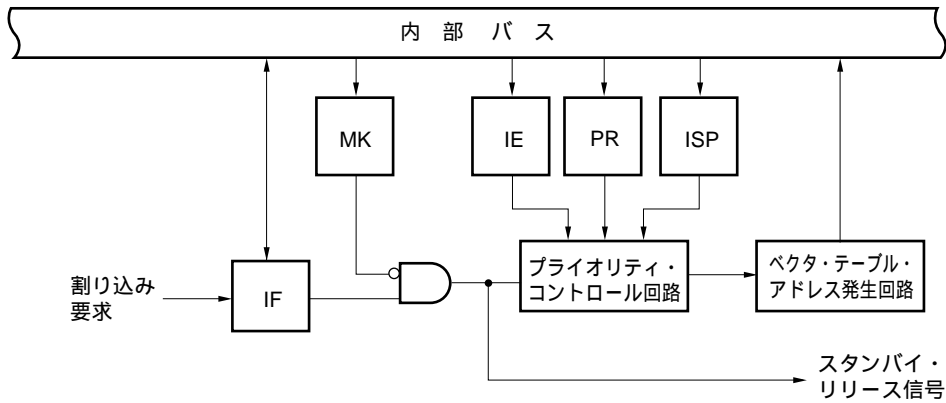 内 部 バ ス
MK
IE
PR
ISP
割り込み
要求
IF
プライオリティ・
コントロール回路
ベクタ・テーブル・
アドレス発生回路
スタンバイ・
リリース信号